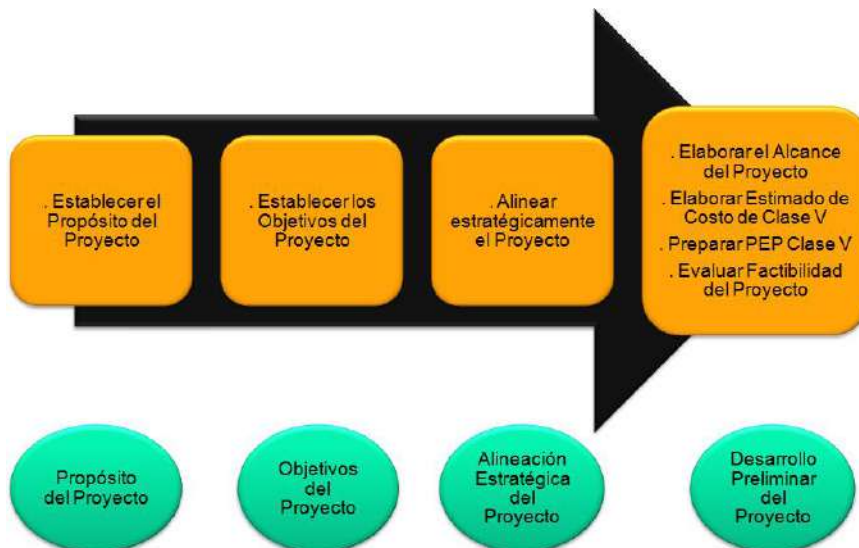 . Establecer el
Propósito del
Proyecto
. Establecer los
Objetivos del
Proyecto
. Alinear
estratégicamente
el Proyecto
. Elaborar el Alcance
del Proyecto
. Elaborar Estimado de
Costo de Clase V
. Preparar PEP Clase V
. Evaluar Factibilidad
del Proyecto
Propósito
del Proyecto
Objetivos
del
Proyecto
Alineación
Estratégica
del
Proyecto
Desarrollo
Preliminar
del
Proyecto